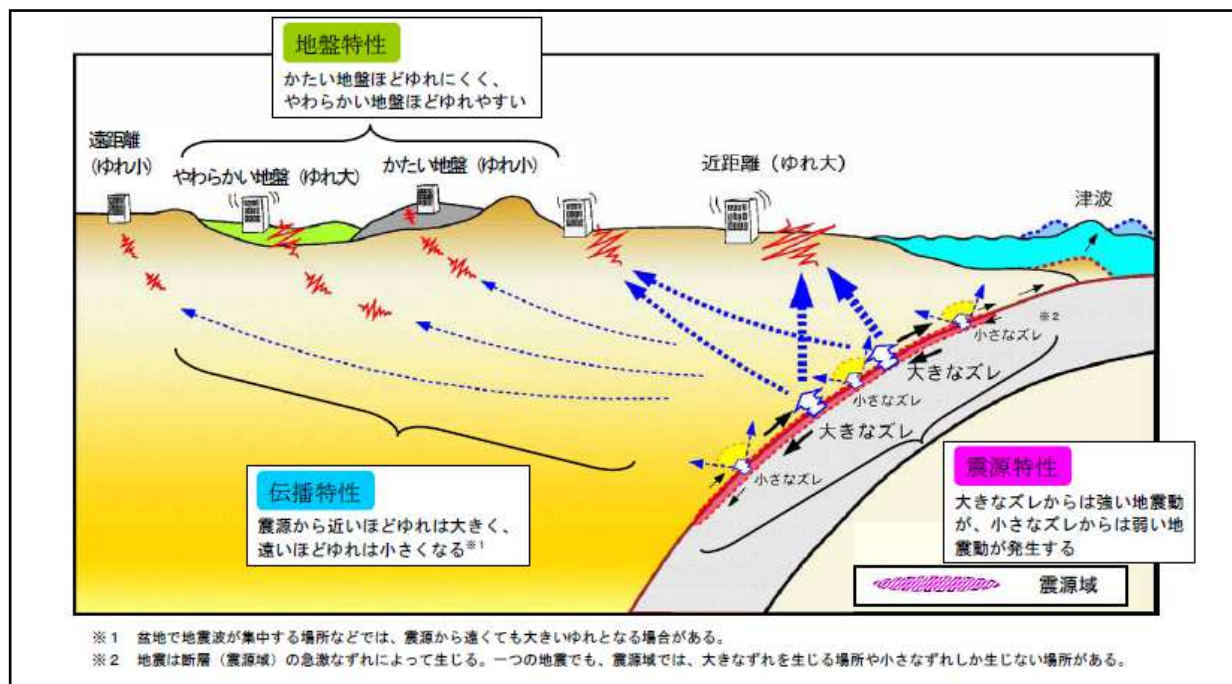 地盤特性
かたい地盤ほどゆれにくく、
やわらかい地盤ほどゆれやすい
遠距離
（ゆれ小）
やわらかい地盤（ゆれ大）
かたい地盤（ゆれ小）
近距離（ゆれ大）
津波
※2
小さなズレ
大きなズレ
小さなズレ
大きなズレ
小さなズレ
伝播特性
震源から近いほどゆれは大きく、
遠いほどゆれは小さくなる※1
震源特性
大きなズレからは強い地震動
が、小さなズレからは弱い地
震動が発生する
震源域
※1　盆地で地震波が集中する場所などでは、震源から遠くても大きいゆれとなる場合がある。
※2　地震は断層（震源域）の急激なずれによって生じる。一つの地震でも、震源域では、大きなずれを生じる場所や小さなずれしか生じない場所がある。